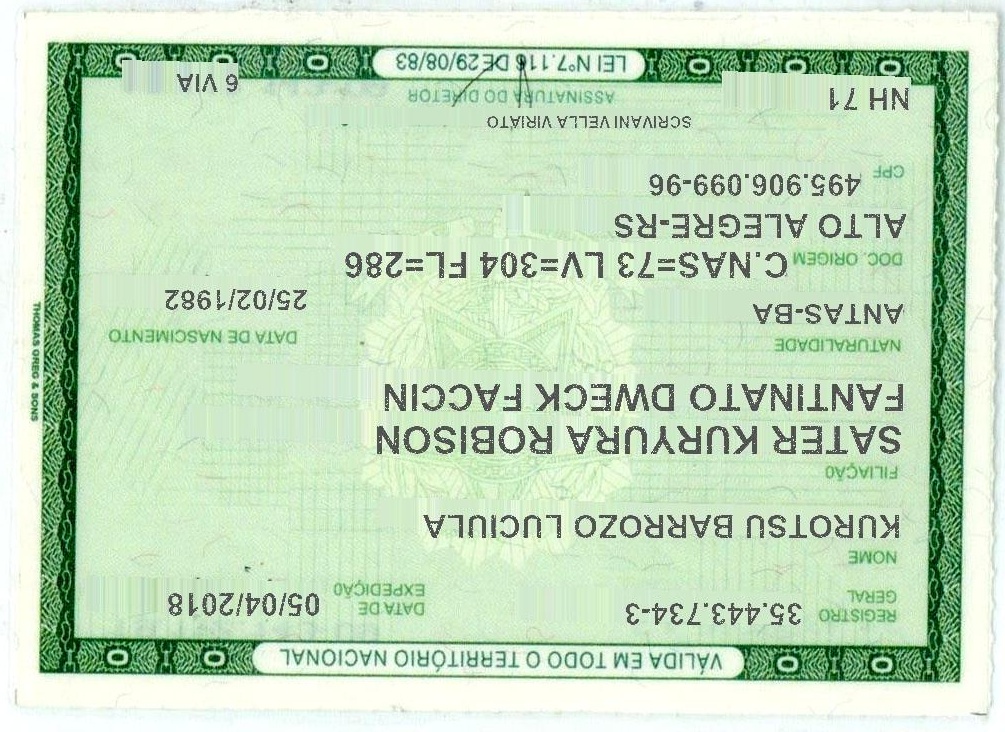 VÁLIDA EM TODO O TERRITÓRIO NACIONAL
REGISTRO GERAL 35.443.734-3 DATA DE EXPEDIÇÃO 05/04/2018
NOME
KUROTSU BARROZO LUCIULA
FILIAÇÃO
SATER KURYURA ROBISON
FANTINATO DWECK FACCIN
NATURALIDADE DATA DE NASCIMENTO
ANTAS-BA 25/02/1982
DOC. ORIGEM C.NAS=73 LV=304 FL=286
ALTO ALEGRE-RS
CPF 495.906.099-96
SCRIVANI VELLA VIRIATO
NH 71 ASSINATURA DO DIRETOR 6 VIA
LEI Nº7.116 DE 29/08/83
THOMAS GREG & SONS